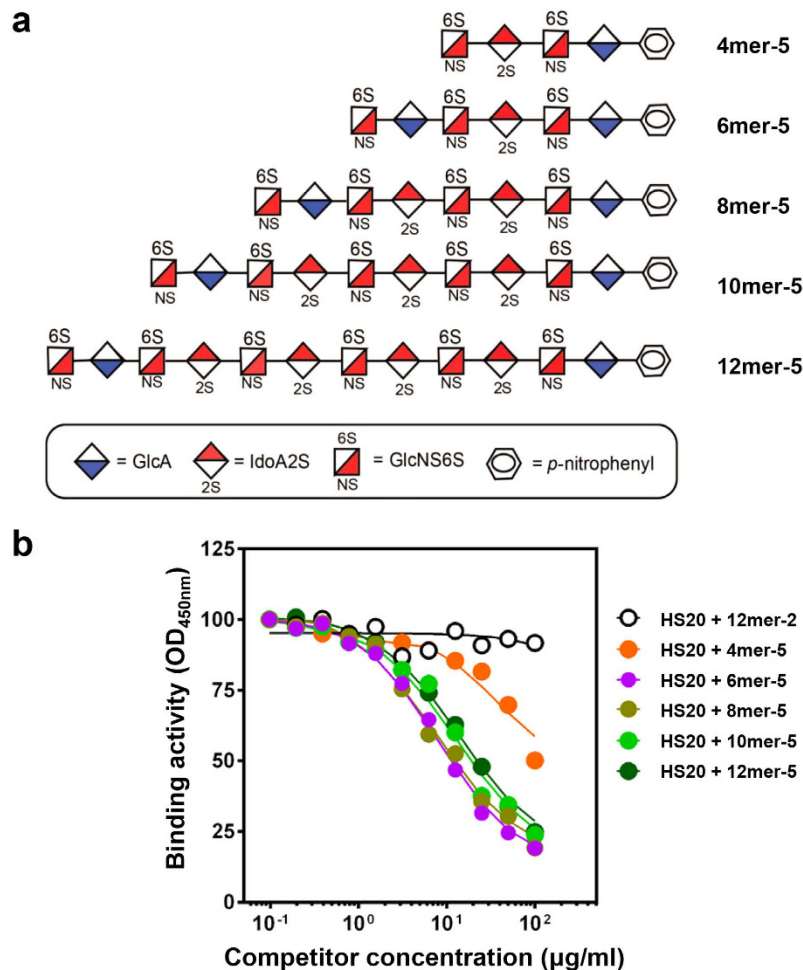 a
6S 6S
NS 2S NS
4mer-5
6S 6S 6S
NS NS 2S NS
6mer-5
6S 6S 6S 6S
NS NS 2S NS 2S NS
8mer-5
6S 6S 6S 6S 6S
NS NS 2S NS 2S NS 2S NS
10mer-5
6S 6S 6S 6S 6S 6S
NS NS 2S NS 2S NS 2S NS 2S NS
12mer-5
= GlcA
= IdoA2S
2S
6S
= GlcNS6S
NS
= p-nitrophenyl
b
Binding activity (OD450nm)
125
100
75
50
25
0
10-1 100 101 102
Competitor concentration (µg/ml)
HS20 + 12mer-2
HS20 + 4mer-5
HS20 + 6mer-5
HS20 + 8mer-5
HS20 + 10mer-5
HS20 + 12mer-5